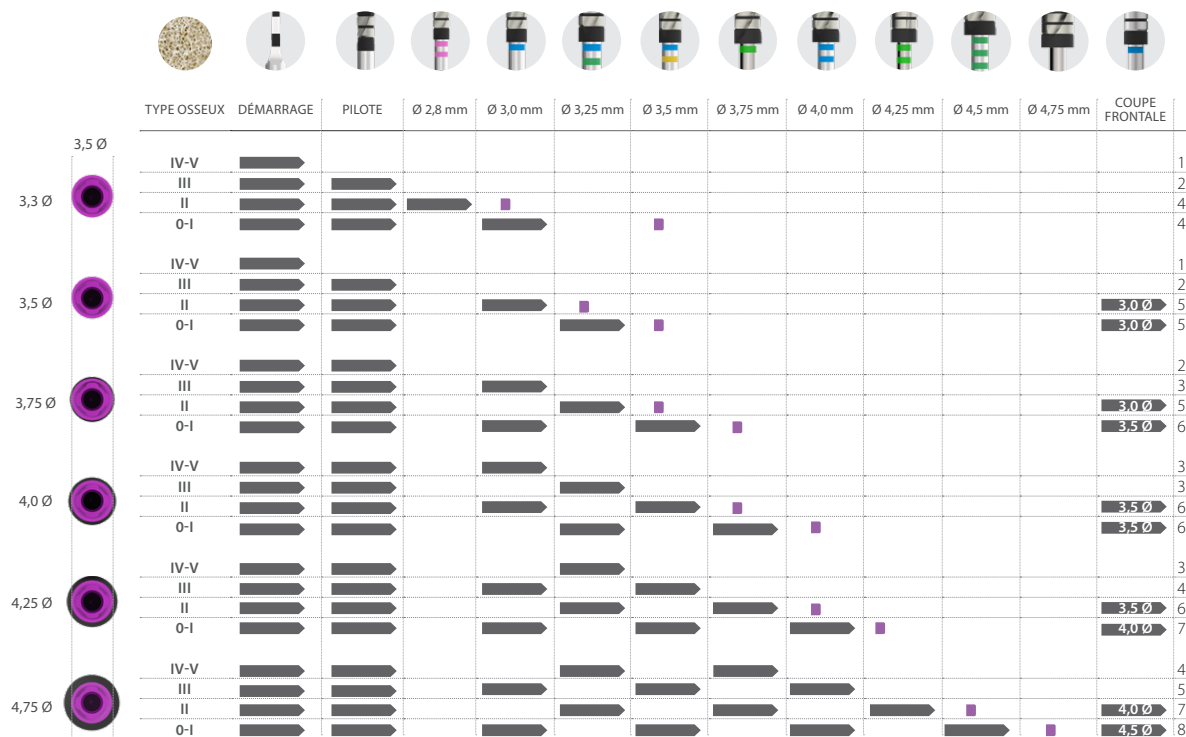 TYPE OSSEUX DÉMARRAGE PILOTE Ø 2,8 mm Ø 3,0 mm Ø 3,25 mm Ø 3,5 mm Ø 3,75 mm Ø 4,0 mm Ø 4,25 mm Ø 4,5 mm Ø 4,75 mm COUPE FRONTALE
3,5 Ø
3,3 Ø
IV-V 1
III 2
II 4
0-I 4
3,5 Ø
IV-V 1
III 2
II 3,0 Ø 5
0-I 3,0 Ø 5
3,75 Ø
IV-V 2
III 3
II 3,0 Ø 5
0-I 3,5 Ø 6
4,0 Ø
IV-V 3
III 3
II 3,5 Ø 6
0-I 3,5 Ø 6
4,25 Ø
IV-V 3
III 4
II 3,5 Ø 6
0-I 4,0 Ø 7
4,75 Ø
IV-V 4
III 5
II 4,0 Ø 7
0-I 4,5 Ø 8